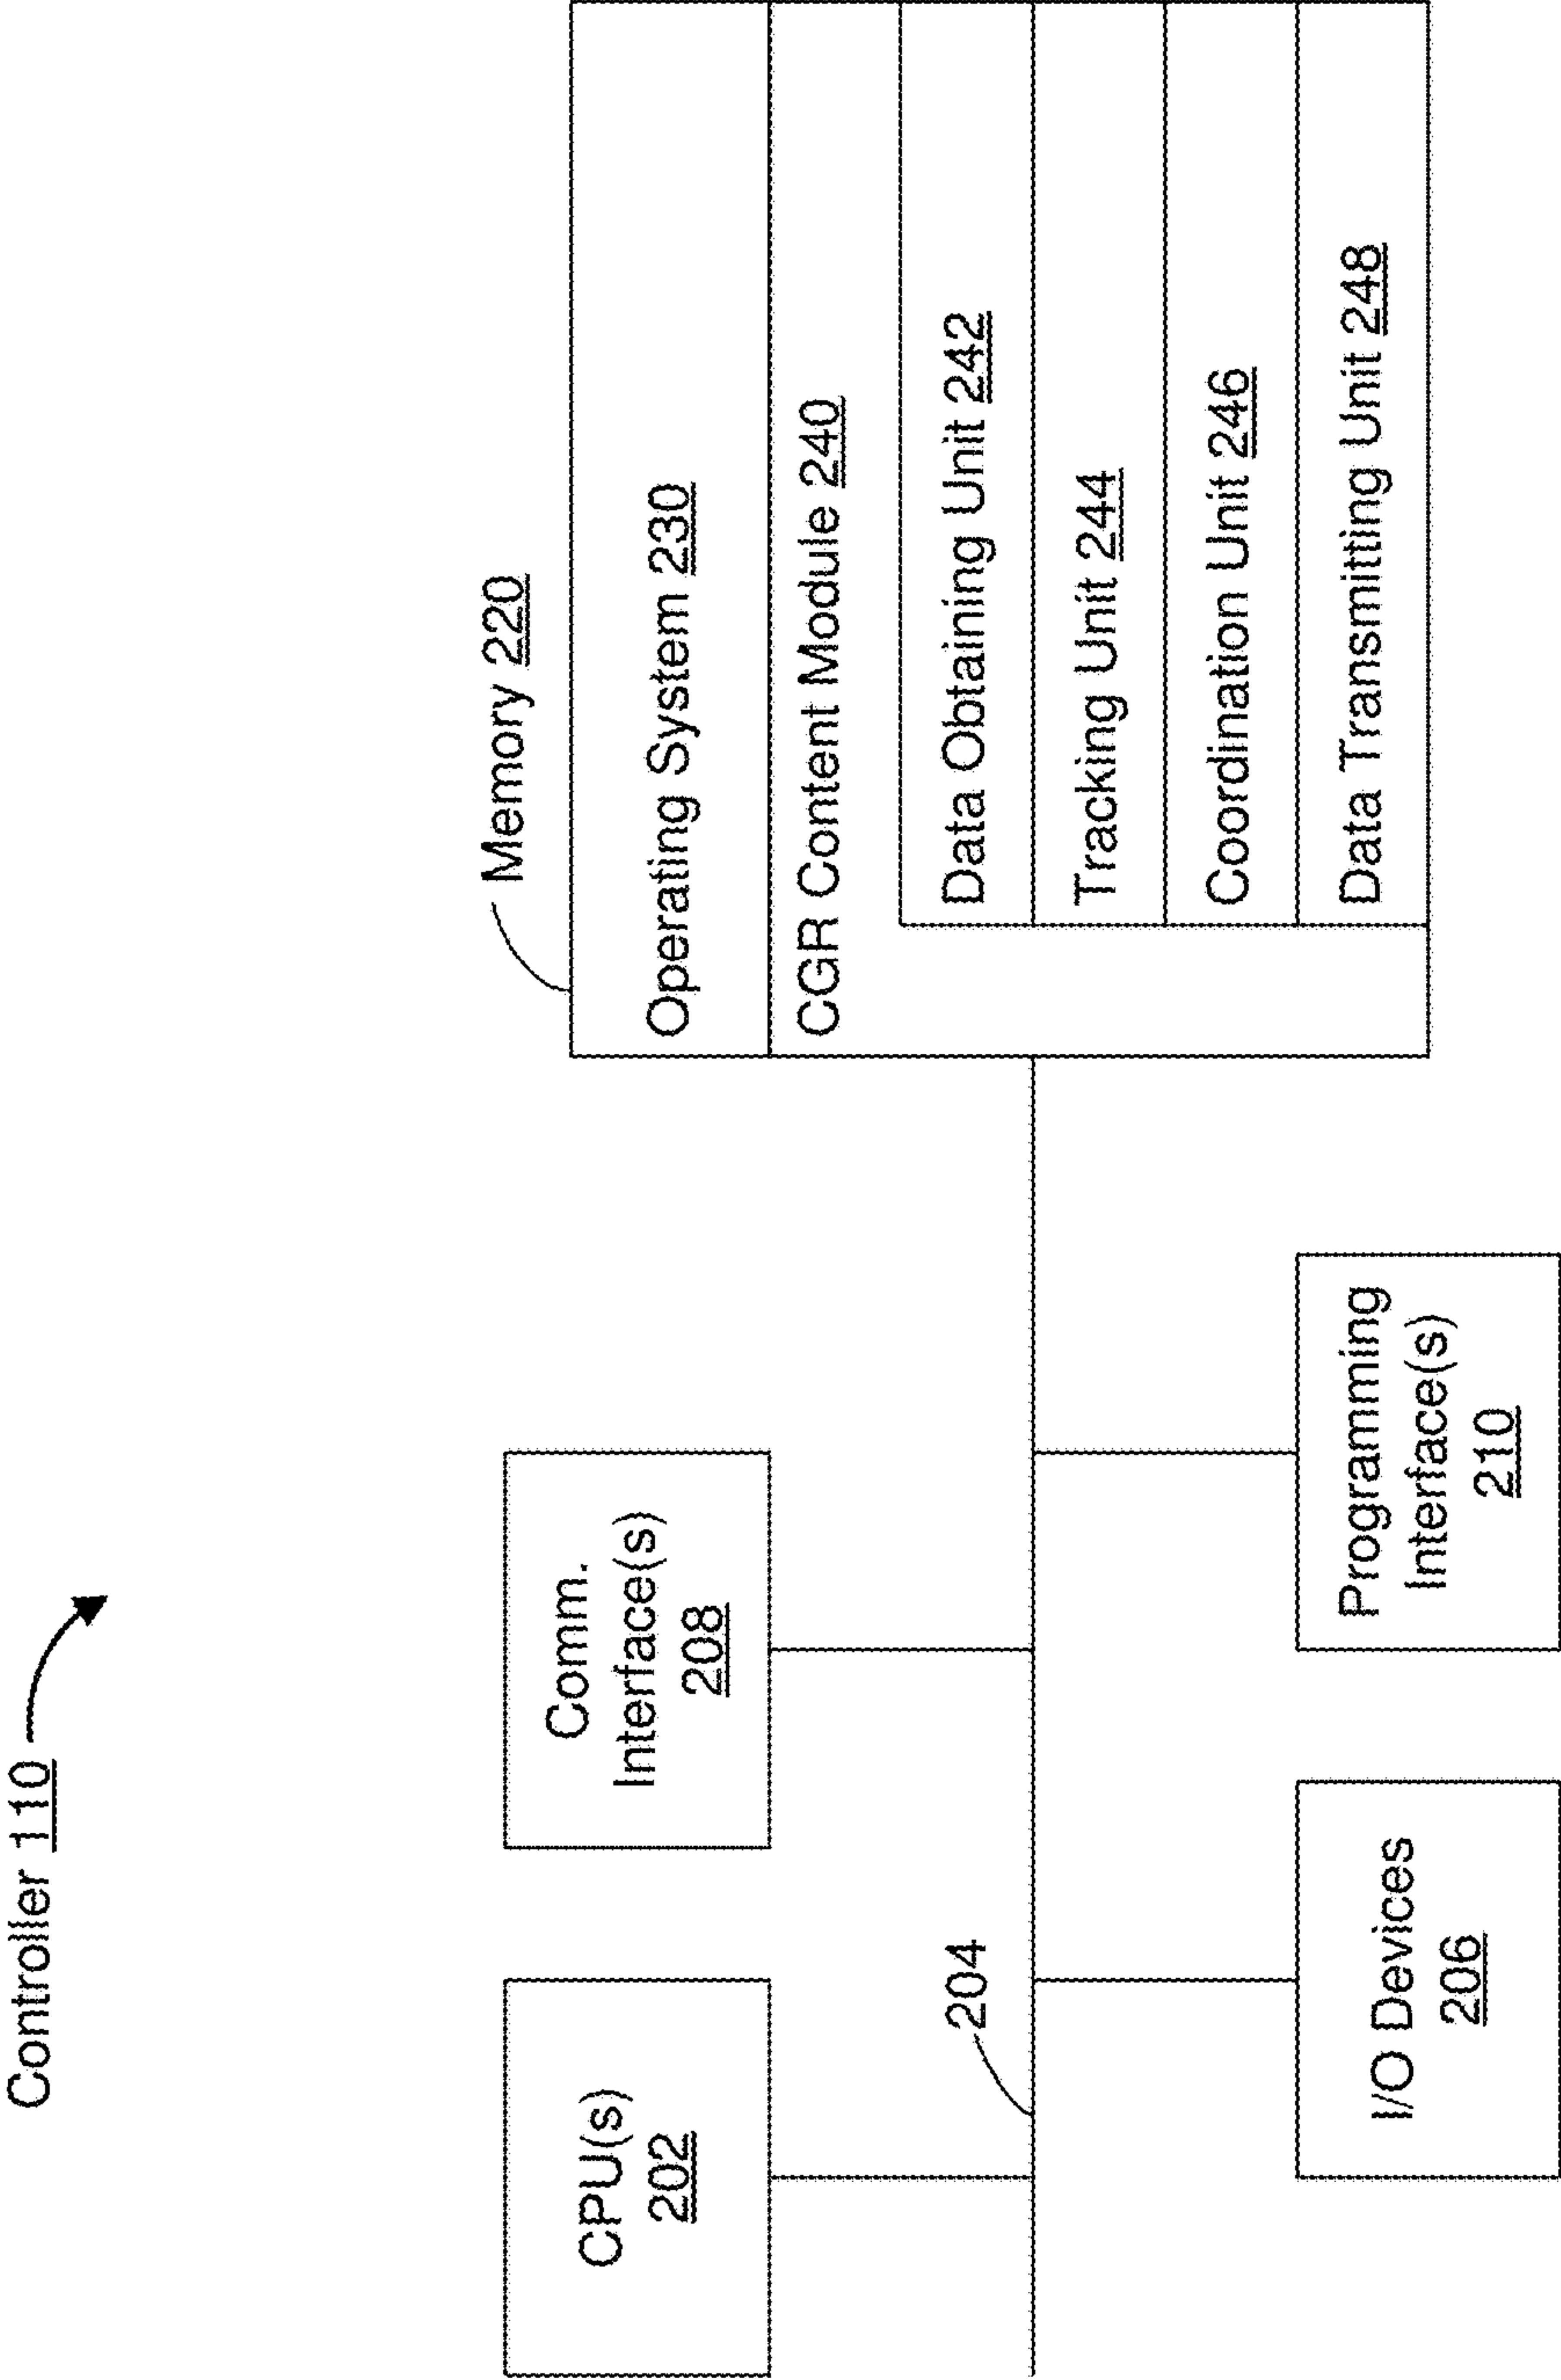 Controller 110
Memory 220
CPU(s)
202
Comm.
Interface(s)
208
Operating System 230
CGR Content Module 240
Data Obtaining Unit 242
204
Tracking Unit 244
Coordination Unit 246
Data Transmitting Unit 248
I/O Devices
206
Programming
Interface(s)
210